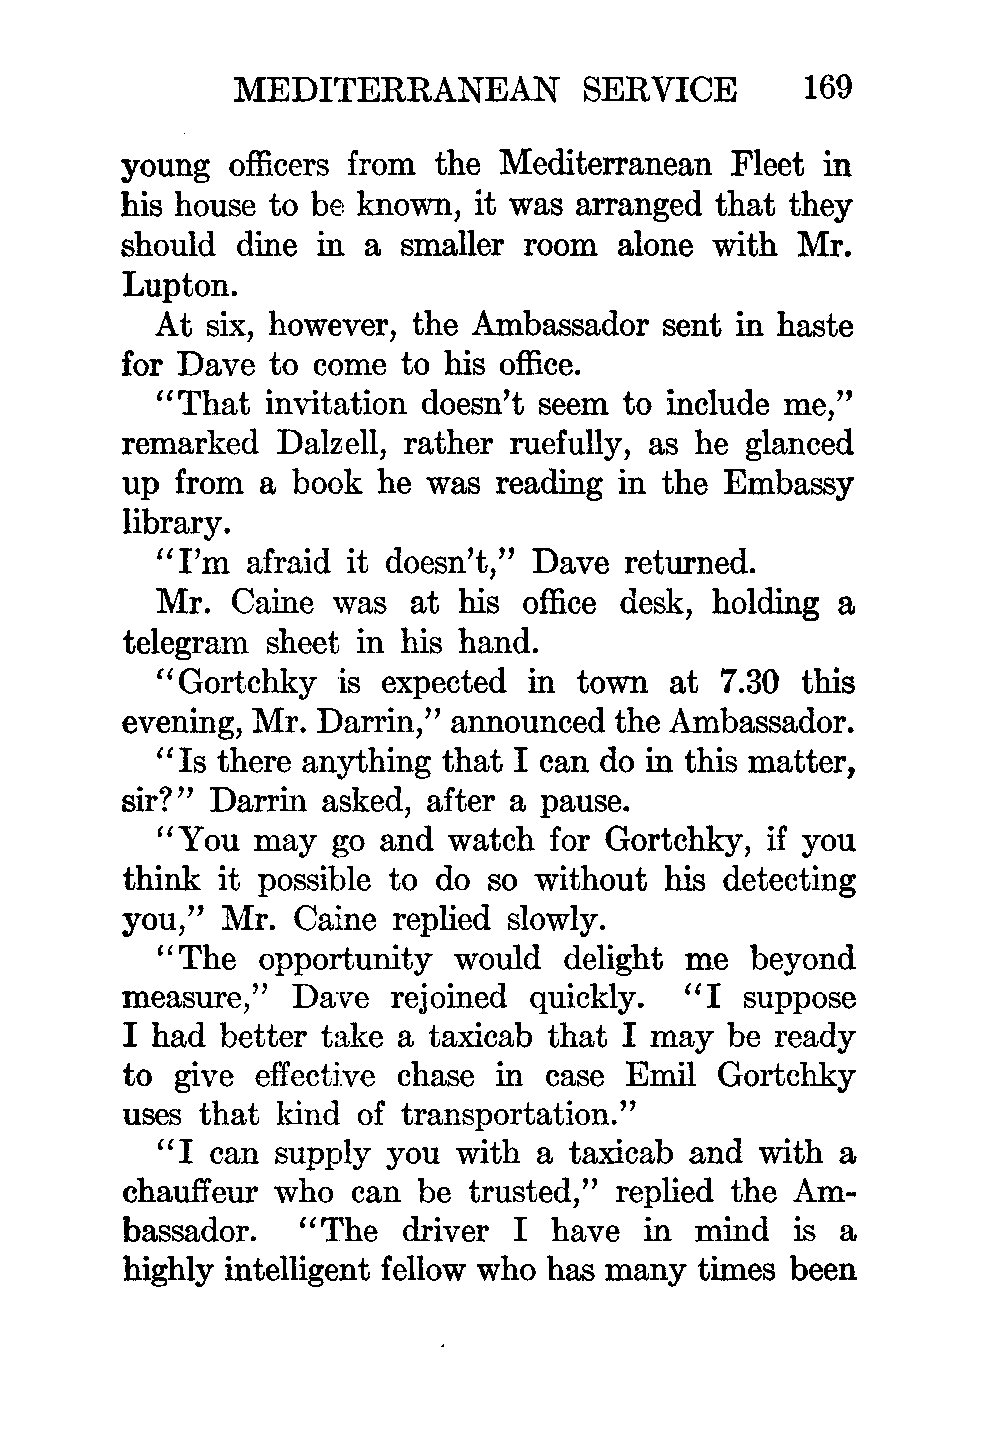 MEDITERRANEAN SERVICE 169
young officers from the Mediterranean Fleet in
his house to be known, it was arranged that they
should dine in a smaller room alone with Mr.
Lupton.
At six, however, the Ambassador sent in haste
for Dave to come to his office.
“That invitation doesn’t seem to include me,”
remarked Dalzell, rather ruefully, as he glanced
up from a book he was reading in the Embassy
library.
“I’m afraid it doesn’t,” Dave returned.
Mr. Caine was at his office desk, holding a
telegram sheet in his hand.
“Gortchky is expected in town at 7.30 this
evening, Mr. Darrin,” announced the Ambassador.
“Is there anything that I can do in this matter,
sir?” Darrin asked, after a pause.
“You may go and watch for Gortchky, if you
think it possible to do so without his detecting
you,” Mr. Caine replied slowly.
“The opportunity would delight me beyond
measure,” Dave rejoined quickly. “I suppose
I had better take a taxicab that I may be ready
to give effective chase in case Emil Gortchky
uses that kind of transportation.”
“I can supply you with a taxicab and with a
chauffeur who can be trusted,” replied the Am-
bassador. “The driver I have in mind is a
highly intelligent fellow who has many times been